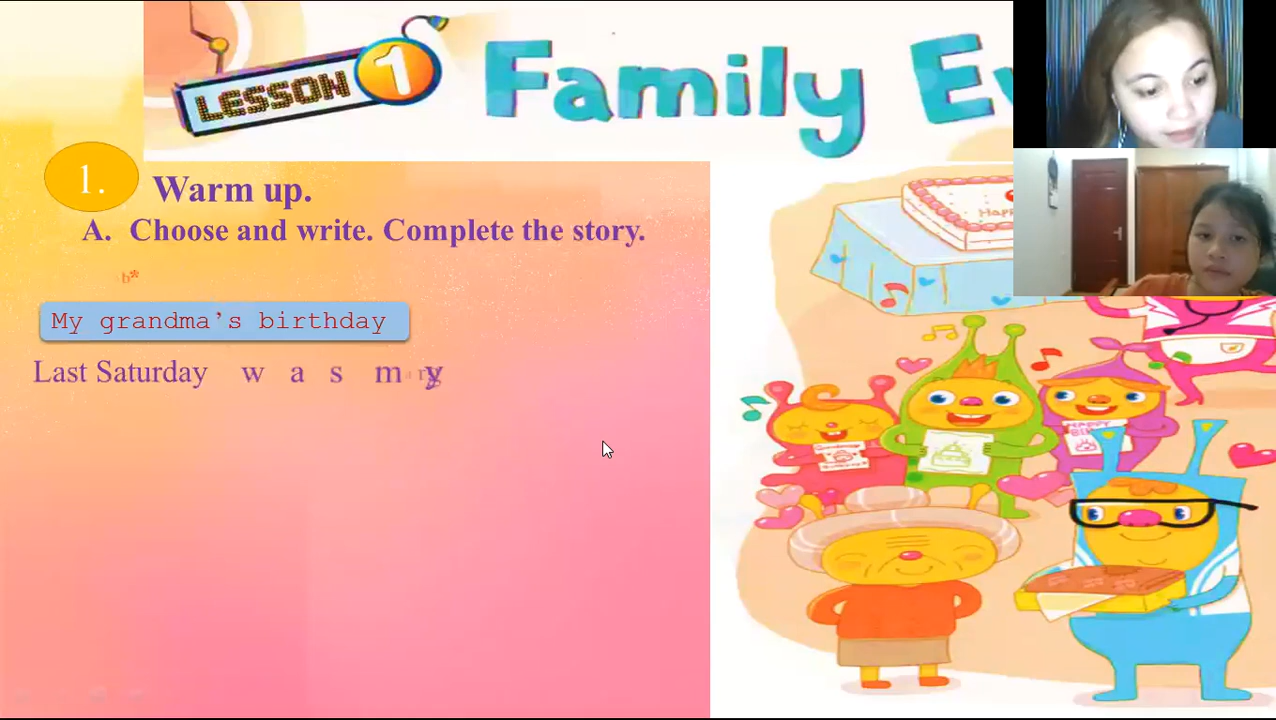 LESSON 1 Family Ev
1. Warm up.
A. Choose and write. Complete the story.
My grandma’s birthday
Last Saturday w a s m y